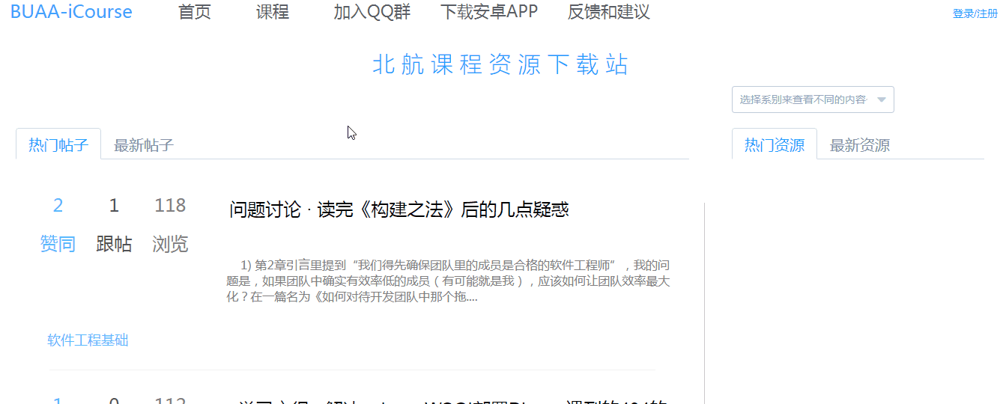 BUAA-iCourse 首页 课程 加入QQ群 下载安卓APP 反馈和建议 登录/注册
北航课程资源下载站
选择系别来查看不同的内容
热门帖子 最新帖子
热门资源 最新资源
2 1 118
赞同 跟帖 浏览
问题讨论 · 读完《构建之法》后的几点疑惑
1) 第2章引言里提到“我们得先确保团队里的成员是合格的软件工程师”，我的问
题是，如果团队中确实有效率低的成员（有可能就是我），应该如何让团队效率最大
化？在一篇名为《如何对待开发团队中那个拖....
软件工程基础
1 0 112